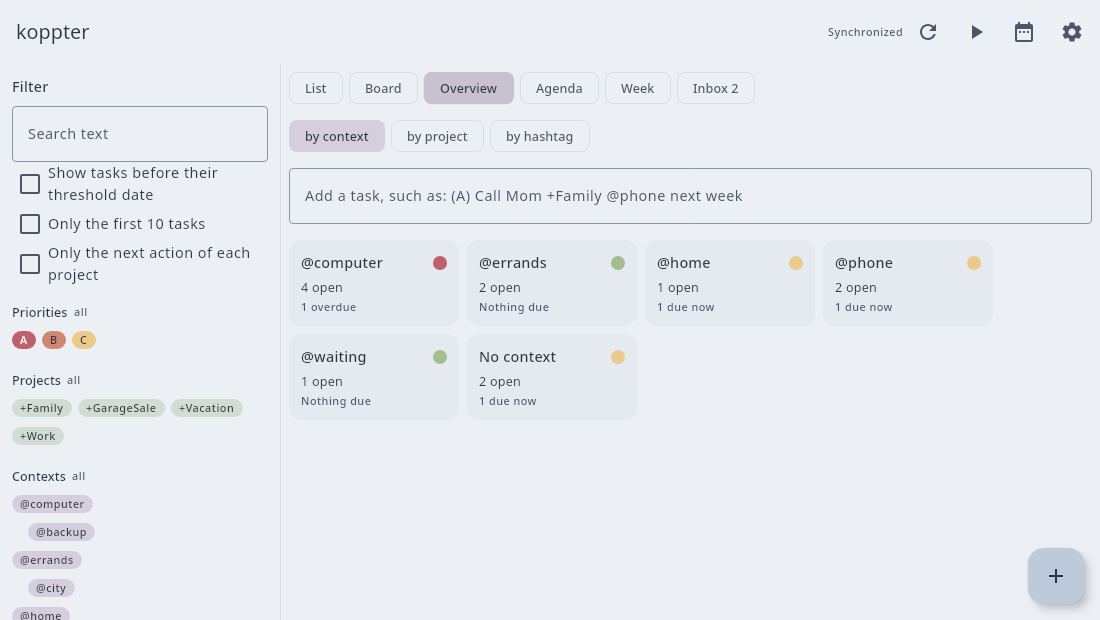 koppter
Synchronized
Filter
Search text
Show tasks before their
threshold date
Only the first 10 tasks
Only the next action of each
project
Priorities all
A B C
Projects all
+Family +GarageSale +Vacation
+Work
Contexts all
@computer
@backup
@errands
@city
@home
List Board Overview Agenda Week Inbox 2
by context by project by hashtag
Add a task, such as: (A) Call Mom +Family @phone next week
@computer
4 open
1 overdue
@errands
2 open
Nothing due
@home
1 open
1 due now
@phone
2 open
1 due now
@waiting
1 open
Nothing due
No context
2 open
1 due now